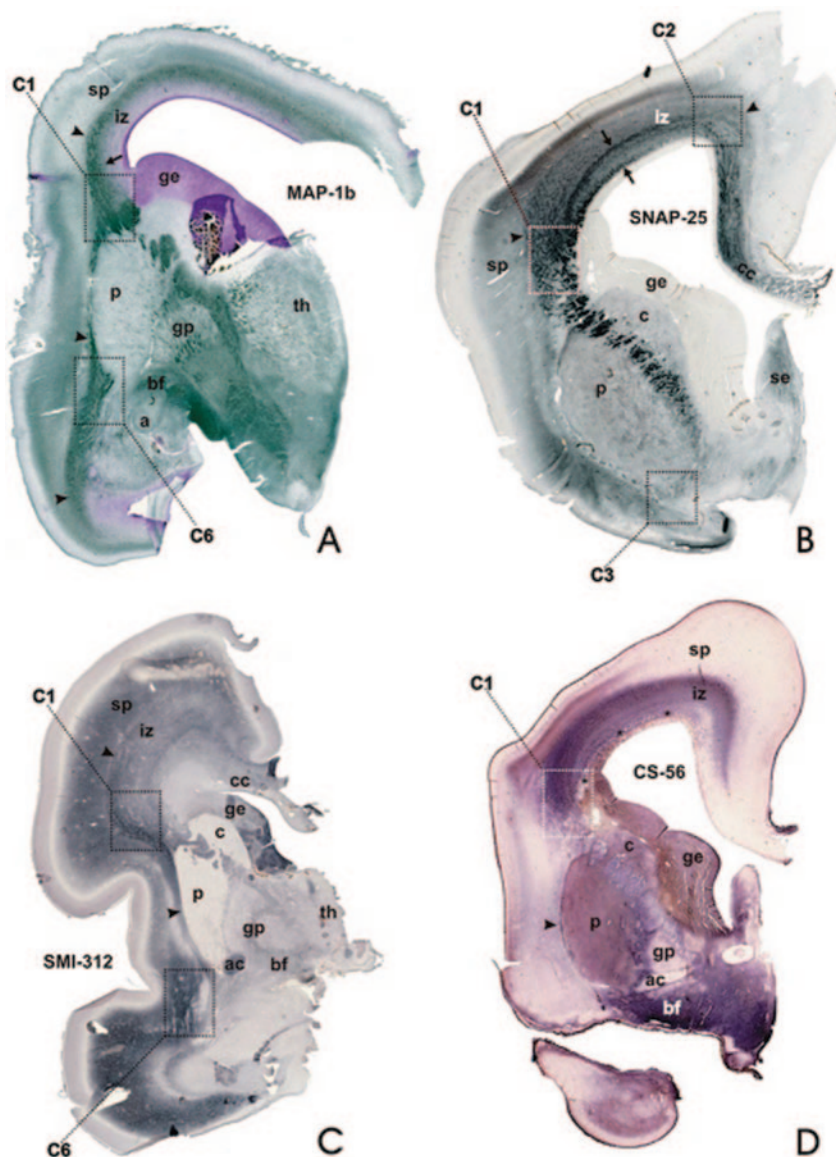 C1
sp
iz
ge
MAP-1b
p
gp
th
bf
a
C6
A
C2
C1
iz
SNAP-25
sp
ge
c
cc
p
se
C3
B
C1
sp
iz
cc
ge
c
p
th
gp
SMI-312
ac
bf
C6
C
sp
C1
iz
CS-56
c
ge
p
gp
ac
bf
D